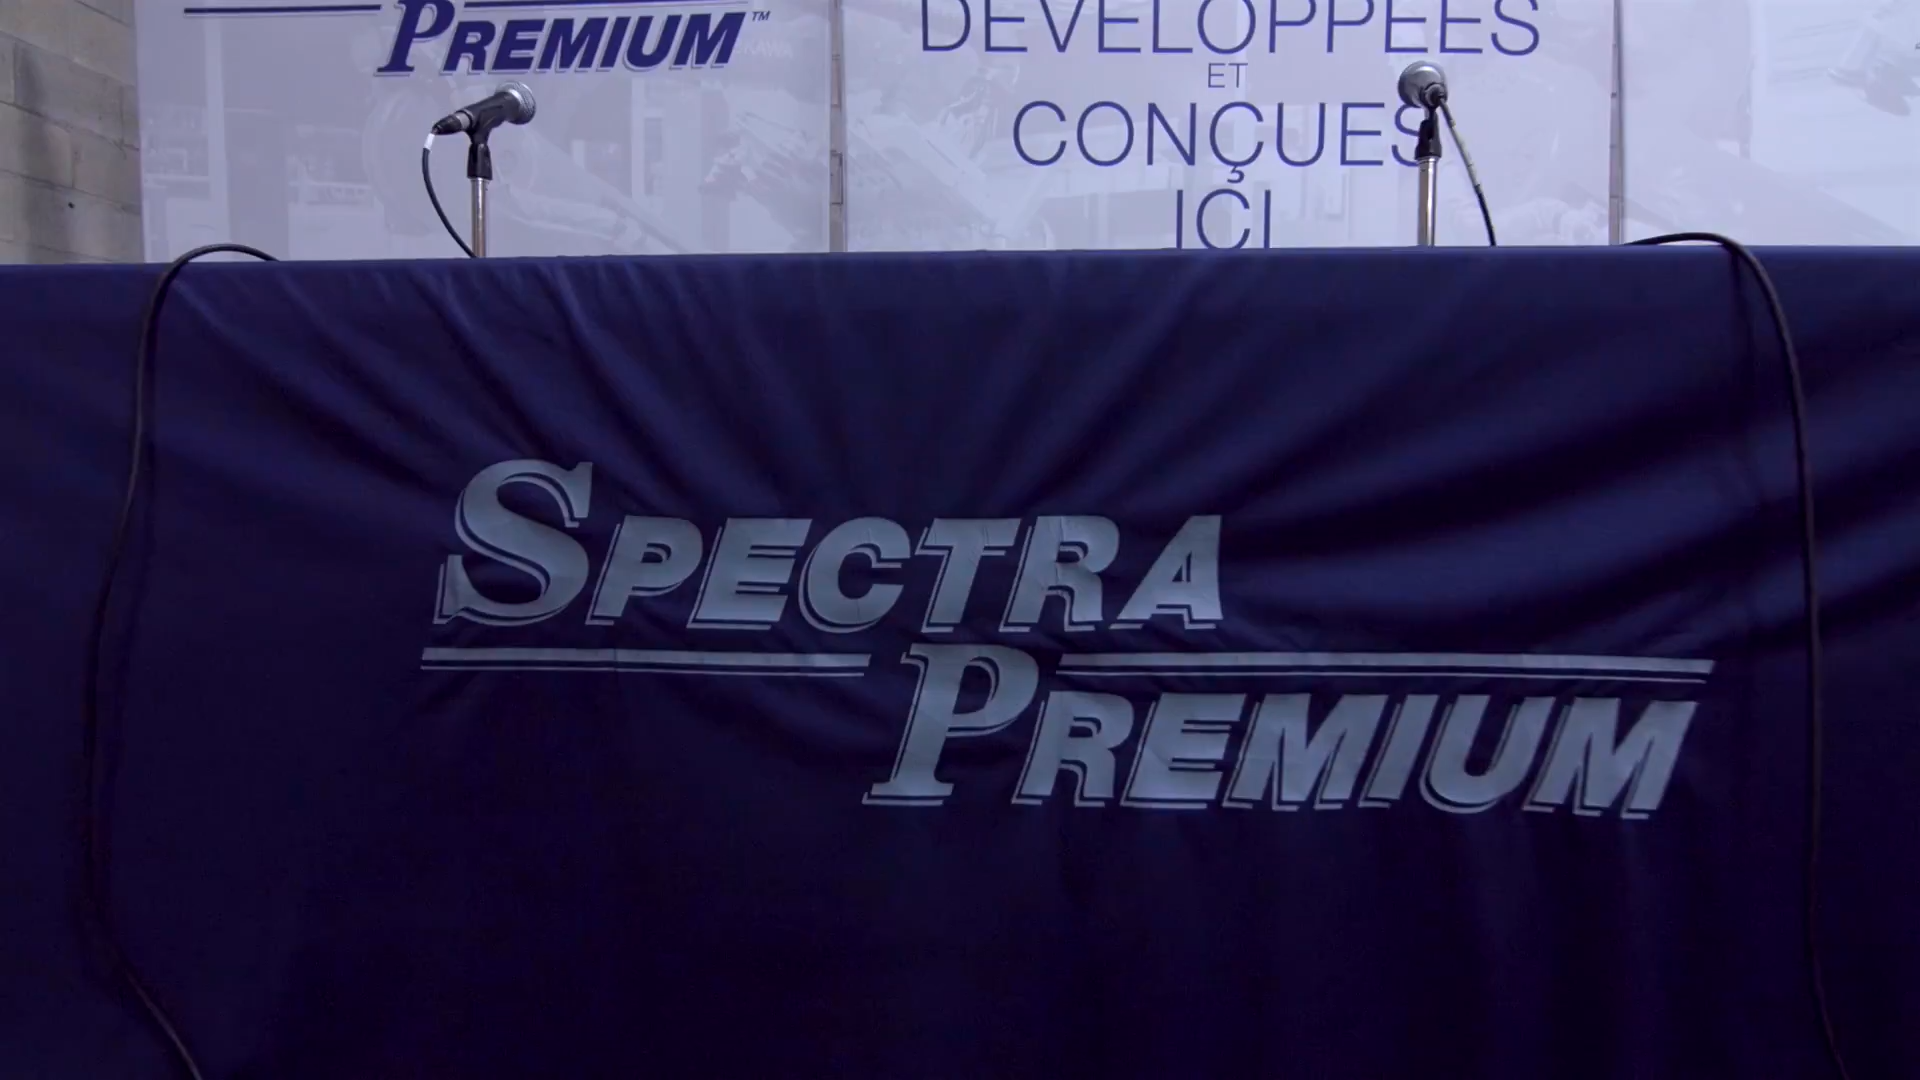 PREMIUM™
DÉVELOPPÉES
ET
CONÇUES
ICI
SPECTRA
PREMIUM